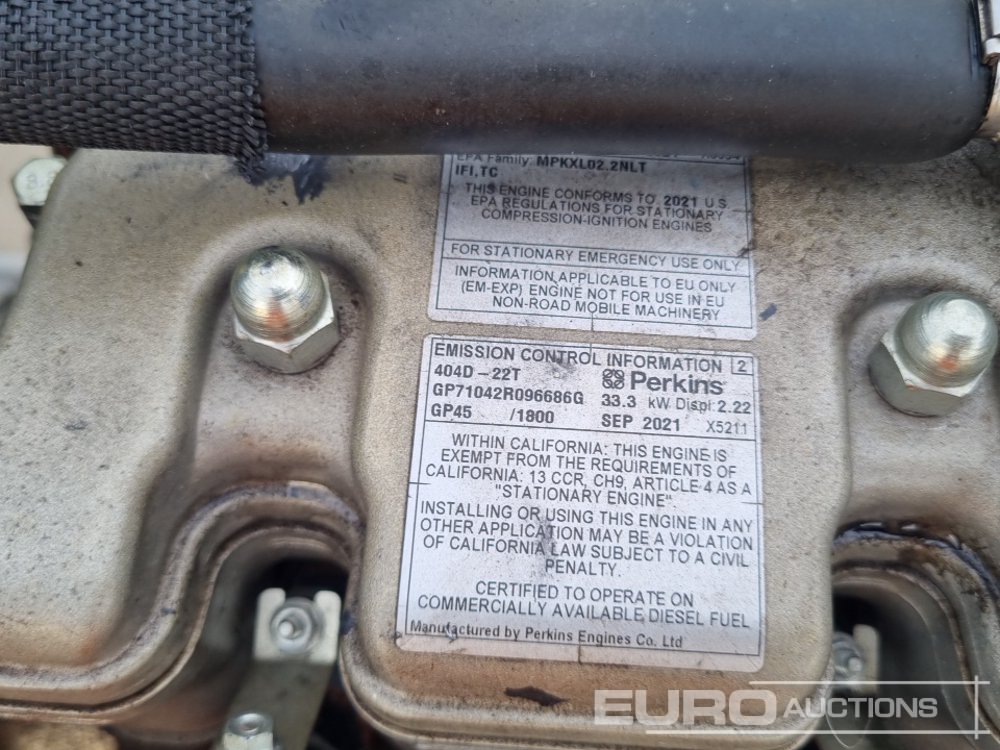 EPA Family: MPKXL02.2NLT
IFI,TC
THIS ENGINE CONFORMS TO 2021 U.S
EPA REGULATIONS FOR STATIONARY
COMPRESSION-IGNITION ENGINES
FOR STATIONARY EMERGENCY USE ONLY
INFORMATION APPLICABLE TO EU ONLY
(EM-EXP) ENGINE NOT FOR USE IN EU
NON-ROAD MOBILE MACHINERY
EMISSION CONTROL INFORMATION 2
404D-22T Perkins
GP71042R096686G 33.3 kW Displ 2.22
GP45 /1800 SEP 2021 X5211
WITHIN CALIFORNIA: THIS ENGINE IS
EXEMPT FROM THE REQUIREMENTS OF
CALIFORNIA: 13 CCR, CH9, ARTICLE 4 AS A
"STATIONARY ENGINE"
INSTALLING OR USING THIS ENGINE IN ANY
OTHER APPLICATION MAY BE A VIOLATION
OF CALIFORNIA LAW SUBJECT TO A CIVIL
PENALTY.
CERTIFIED TO OPERATE ON
COMMERCIALLY AVAILABLE DIESEL FUEL
Manufactured by Perkins Engines Co. Ltd
EURO AUCTIONS